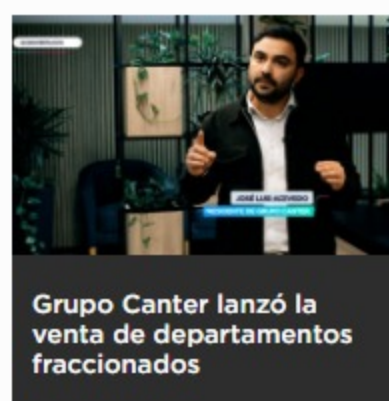 JOSÉ LUIS ACEVEDO
PRESIDENTE DE GRUPO CANTER
Grupo Canter lanzó la
venta de departamentos
fraccionados